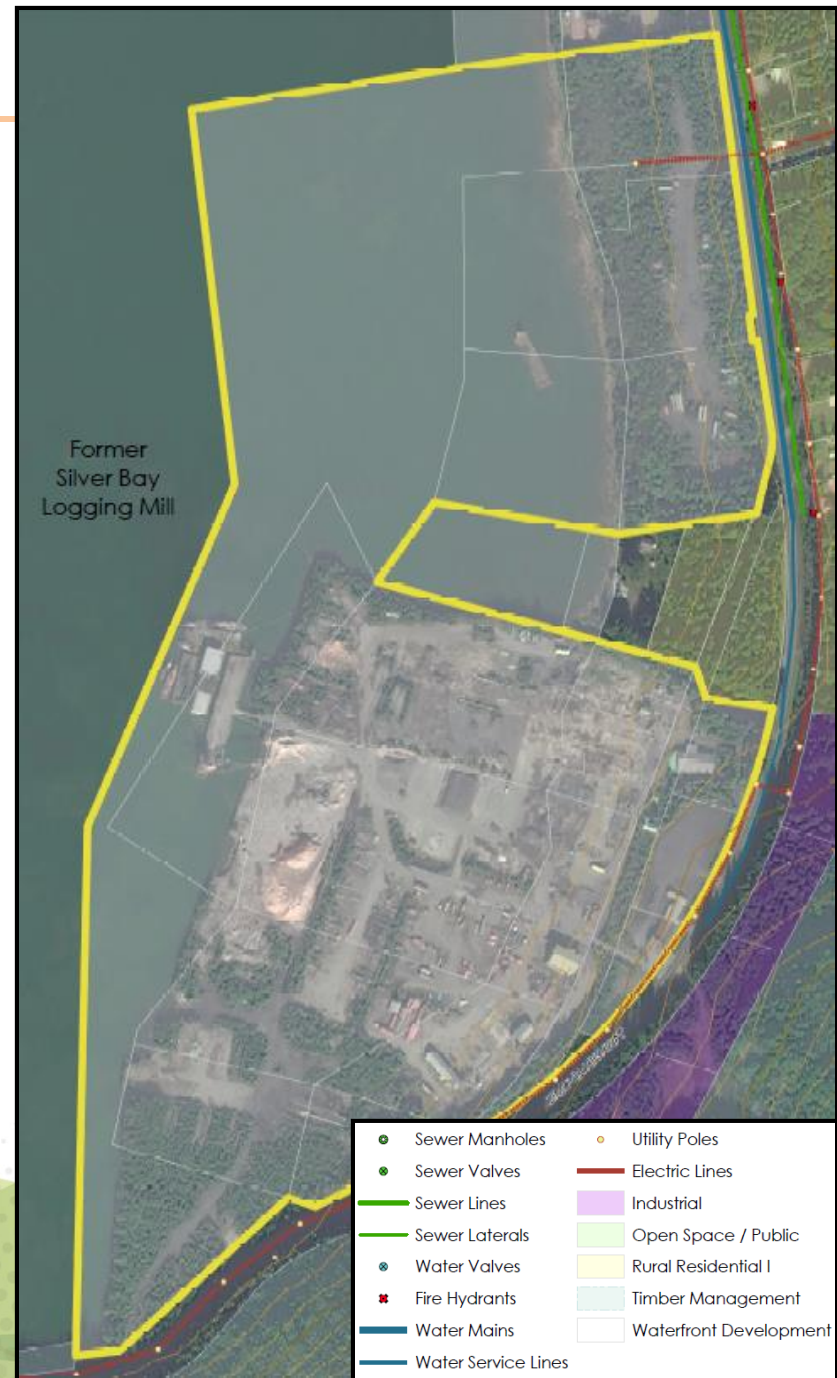 Former
Silver Bay
Logging Mill
Sewer Manholes
Sewer Valves
Sewer Lines
Sewer Laterals
Water Valves
Fire Hydrants
Water Mains
Water Service Lines
Utility Poles
Electric Lines
Industrial
Open Space / Public
Rural Residential I
Timber Management
Waterfront Development